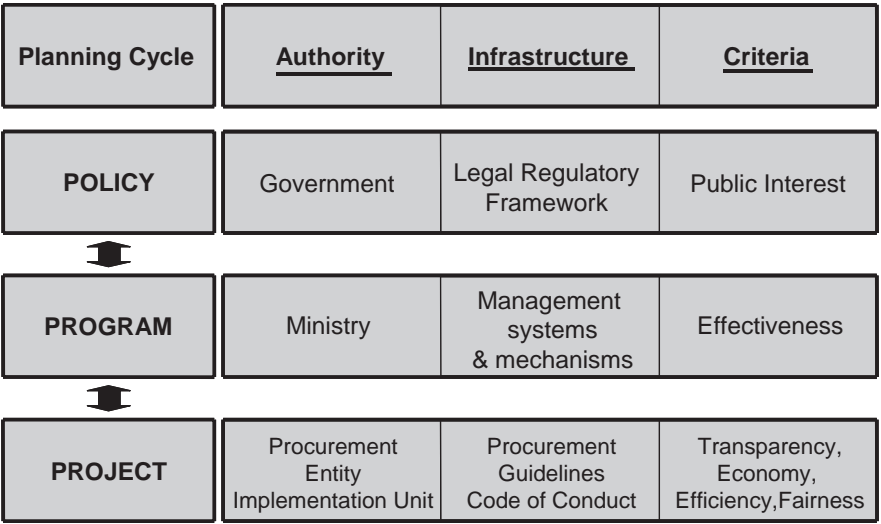 Planning Cycle
Authority
Infrastructure
Criteria
POLICY
Government
Legal Regulatory
Framework
Public Interest
PROGRAM
Ministry
Management
systems
& mechanisms
Effectiveness
PROJECT
Procurement
Entity
Implementation Unit
Procurement
Guidelines
Code of Conduct
Transparency,
Economy,
Efficiency,Fairness